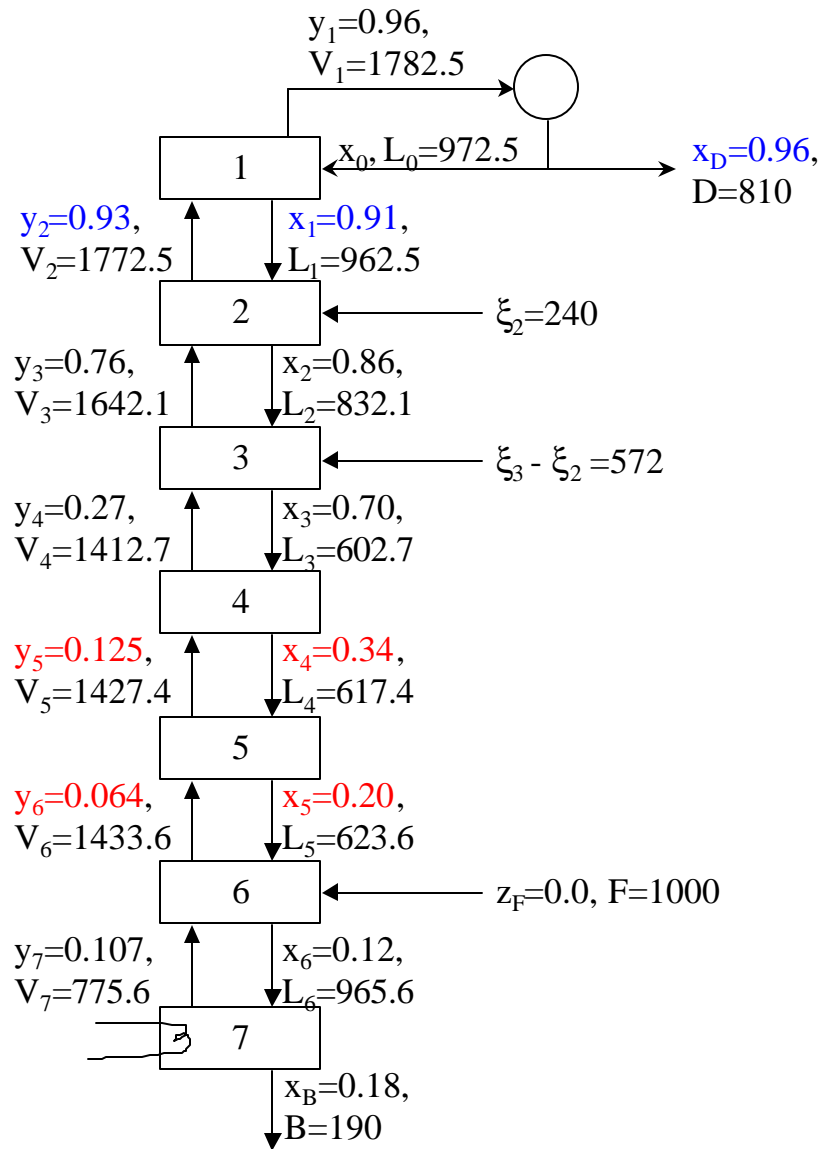 y₁=0.96,
V₁=1782.5
1
x₀, L₀=972.5
x_D=0.96,
D=810
y₂=0.93,
V₂=1772.5
x₁=0.91,
L₁=962.5
2
ξ₂=240
y₃=0.76,
V₃=1642.1
x₂=0.86,
L₂=832.1
3
ξ₃ - ξ₂ =572
y₄=0.27,
V₄=1412.7
x₃=0.70,
L₃=602.7
4
y₅=0.125,
V₅=1427.4
x₄=0.34,
L₄=617.4
5
y₆=0.064,
V₆=1433.6
x₅=0.20,
L₅=623.6
6
z_F=0.0, F=1000
y₇=0.107,
V₇=775.6
x₆=0.12,
L₆=965.6
7
x_B=0.18,
B=190